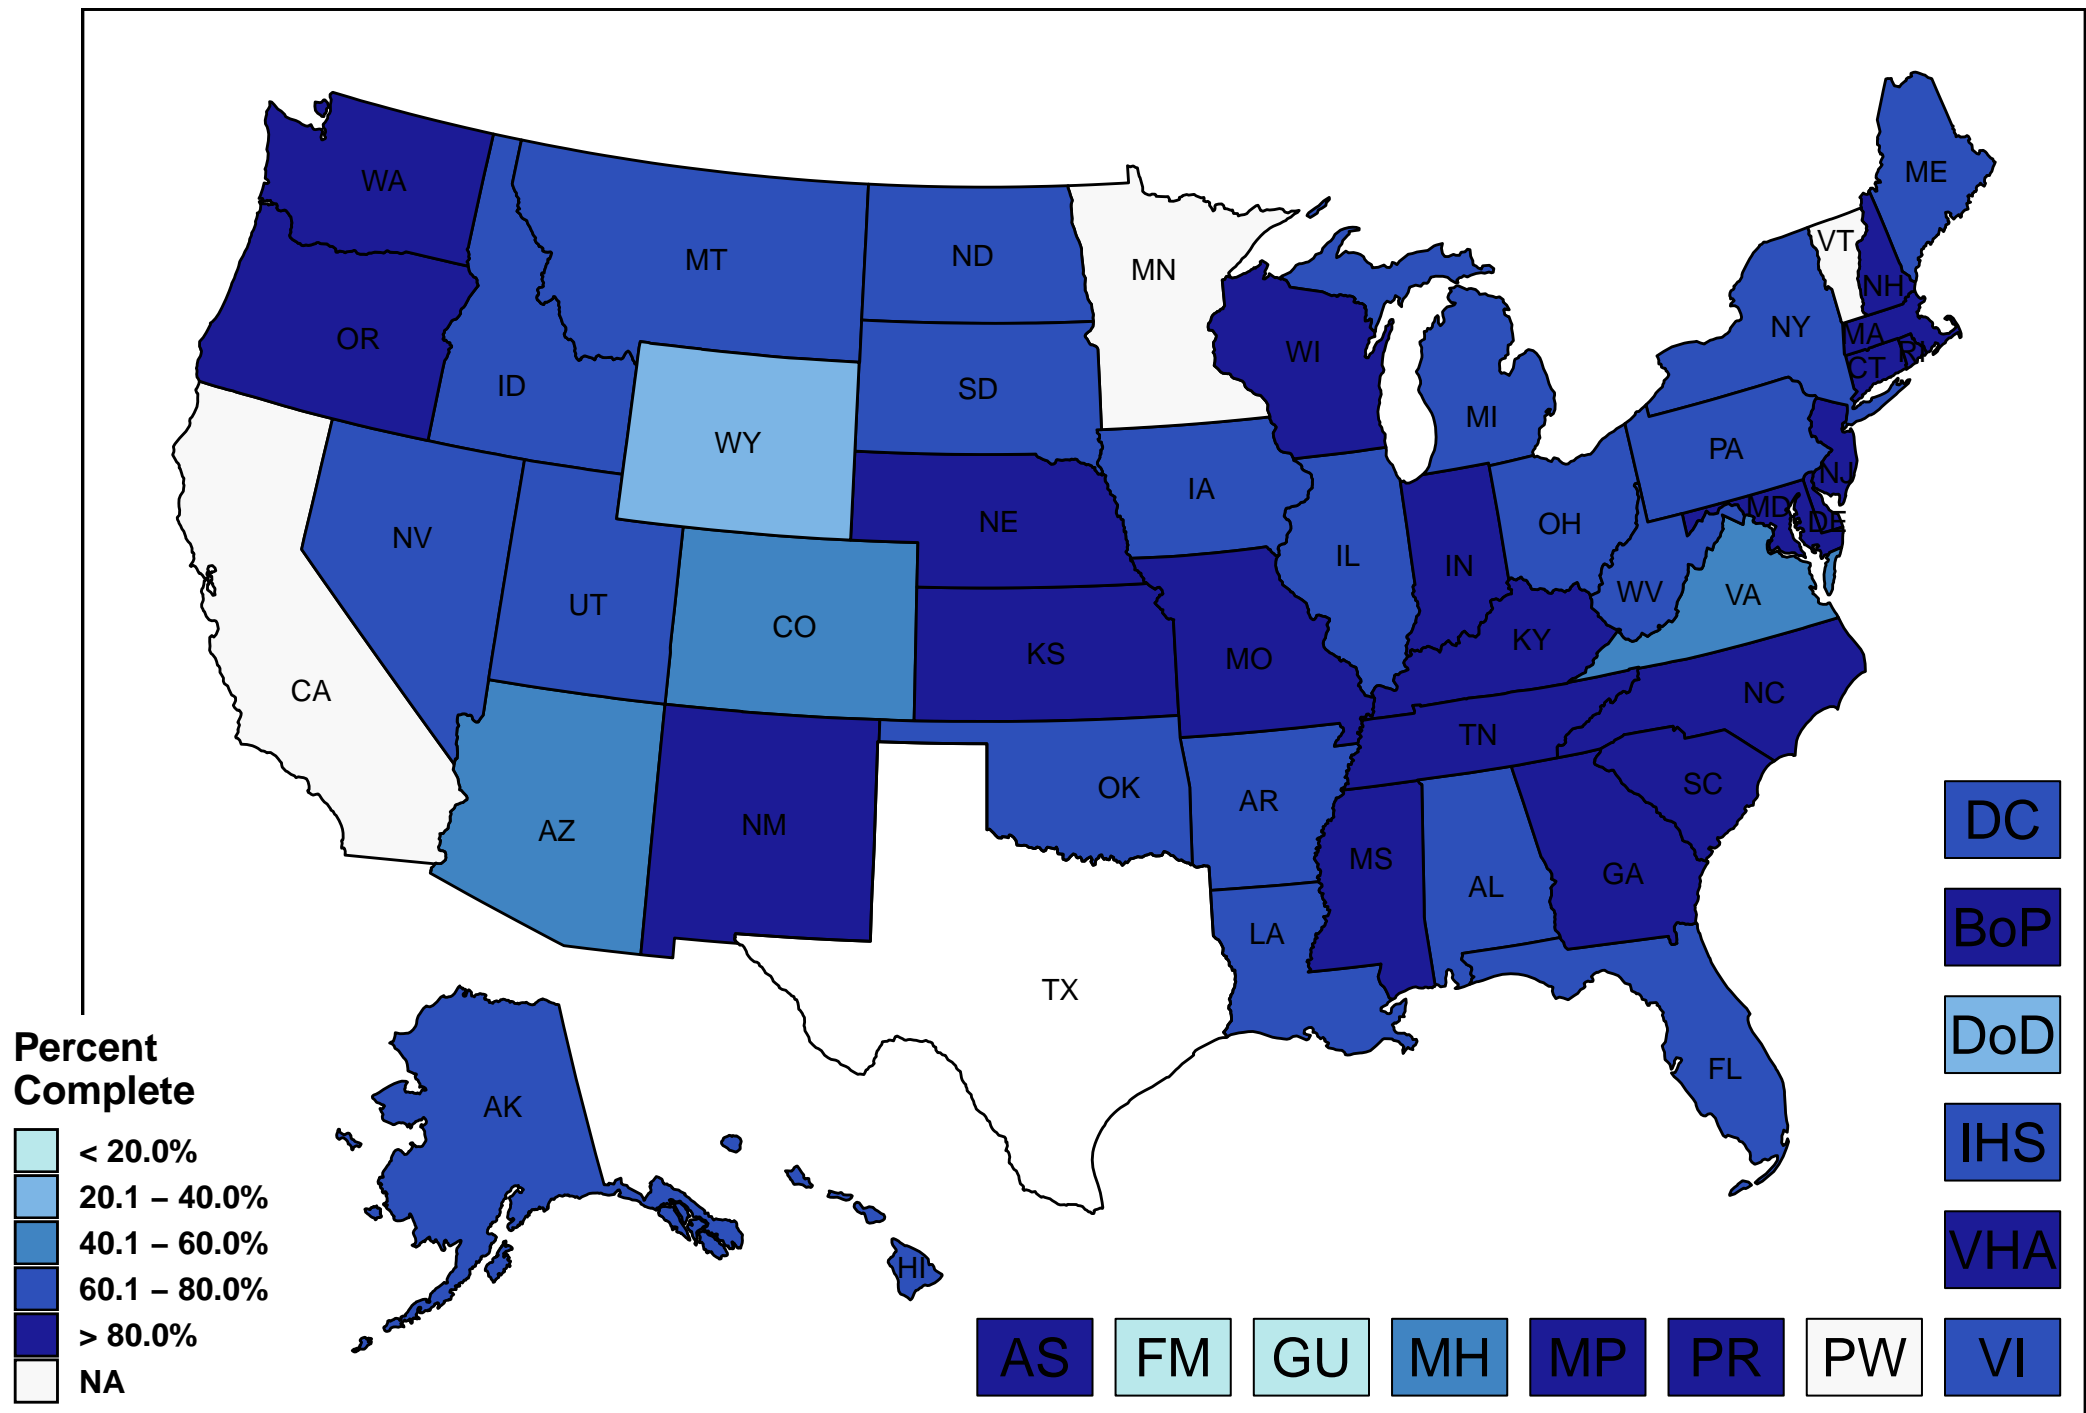 WA
ME
MT
ND
VT
MN
NH
OR
NY
MA
WI
RI
CT
ID
SD
MI
WY
PA
NJ
IA
MD
NE
DE
OH
NV
IL
IN
WV
VA
UT
CO
KY
KS
MO
CA
NC
TN
SC
OK
AR
NM
AZ
DC
MS
GA
AL
LA
BoP
TX
DoD
FL
AK
IHS
HI
VHA
Percent
Complete
< 20.0%
20.1 – 40.0%
40.1 – 60.0%
60.1 – 80.0%
> 80.0%
NA
AS FM GU MH MP PR PW VI